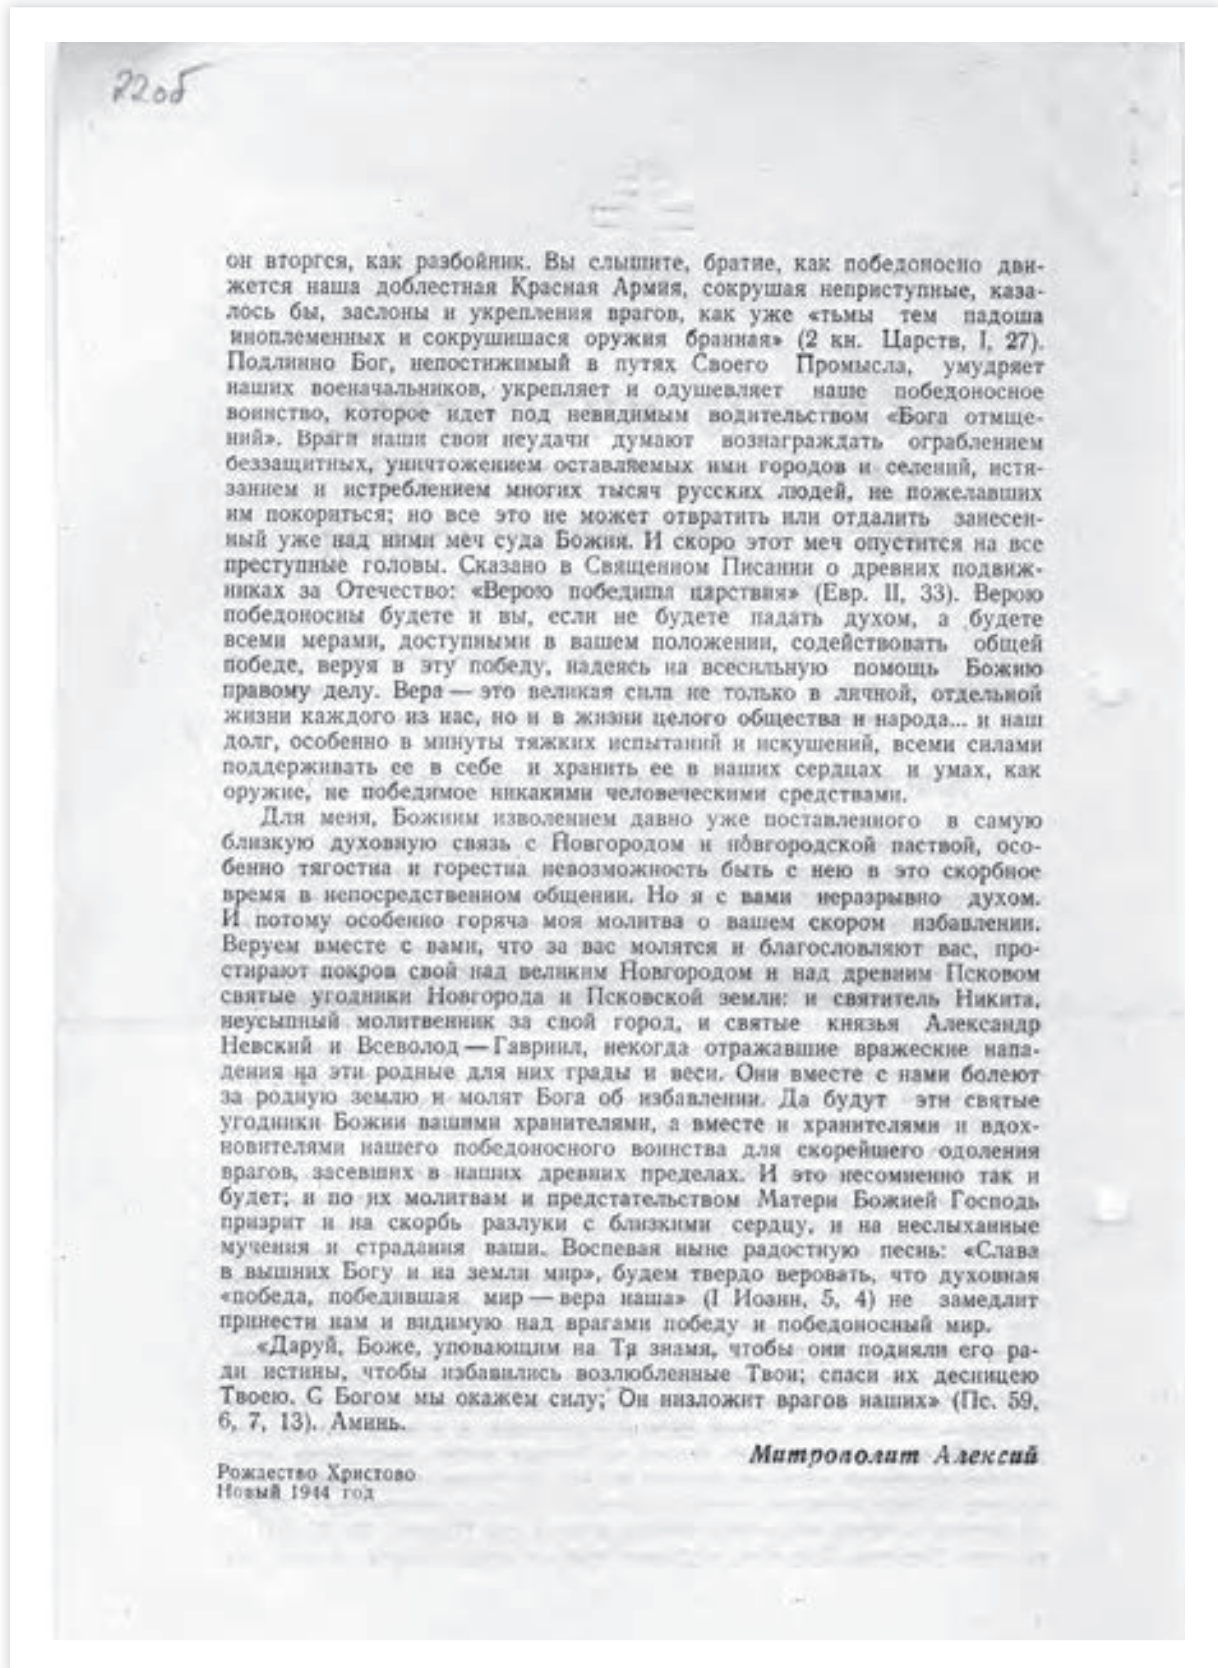 22об
он вторгся, как разбойник. Вы слышите, братие, как победоносно дви-
жется наша доблестная Красная Армия, сокрушая неприступные, каза-
лось бы, заслоны и укрепления врагов, как уже «тьмы тем падоша
иноплеменных и сокрушишася оружия бранная» (2 кн. Царств, I, 27).
Подлинно Бог, непостижимый в путях Своего Промысла, умудряет
наших военачальников, укрепляет и одушевляет наше победоносное
воинство, которое идет под невидимым водительством «Бога отмще-
ний». Враги наши свои неудачи думают вознаграждать ограблением
беззащитных, уничтожением оставляемых ими городов и селений, истя-
занием и истреблением многих тысяч русских людей, не пожелавших
им покориться; но все это не может отвратить или отдалить занесен-
ный уже над ними меч суда Божия. И скоро этот меч опустится на все
преступные головы. Сказано в Священном Писании о древних подвиж-
никах за Отечество: «Верою победиша царствия» (Евр. II, 33). Верою
победоносны будете и вы, если не будете падать духом, а будете
всеми мерами, доступными в вашем положении, содействовать общей
победе, веруя в эту победу, надеясь на всесильную помощь Божию
правому делу. Вера — это великая сила не только в личной, отдельной
жизни каждого из нас, но и в жизни целого общества и народа... и наш
долг, особенно в минуты тяжких испытаний и искушений, всеми силами
поддерживать ее в себе и хранить ее в наших сердцах и умах, как
оружие, не победимое никакими человеческими средствами.
Для меня, Божиим изволением давно уже поставленного в самую
близкую духовную связь с Новгородом и новгородской паствой, осо-
бенно тягостна и горестна невозможность быть с нею в это скорбное
время в непосредственном общении. Но я с вами неразрывно духом.
И потому особенно горяча моя молитва о вашем скором избавлении.
Веруем вместе с вами, что за вас молятся и благословляют вас, про-
стирают покров свой над великим Новгородом и над древним Псковом
святые угодники Новгорода и Псковской земли: и святитель Никита,
неусыпный молитвенник за свой город, и святые князья Александр
Невский и Всеволод — Гавриил, некогда отражавшие вражеские напа-
дения на эти родные для них грады и веси. Они вместе с нами болеют
за родную землю и молят Бога об избавлении. Да будут эти святые
угодники Божии вашими хранителями, а вместе и хранителями и вдох-
новителями нашего победоносного воинства для скорейшего одоления
врагов, засевших в наших древних пределах. И это несомненно так и
будет; и по их молитвам и предстательством Матери Божией Господь
призрит и на скорбь разлуки с близкими сердцу, и на неслыханные
мучения и страдания ваши. Воспевая ныне радостную песнь: «Слава
в вышних Богу и на земли мир», будем твердо веровать, что духовная
«победа, победившая мир — вера наша» (I Иоанн, 5, 4) не замедлит
принести нам и видимую над врагами победу и победоносный мир.
«Даруй, Боже, уповающим на Тя знамя, чтобы они подняли его ра-
ди истины, чтобы избавились возлюбленные Твои; спаси их десницею
Твоею. С Богом мы окажем силу; Он низложит врагов наших» (Пс. 59,
6, 7, 13). Аминь.
Митрополит Алексий
Рождество Христово
Новый 1944 год